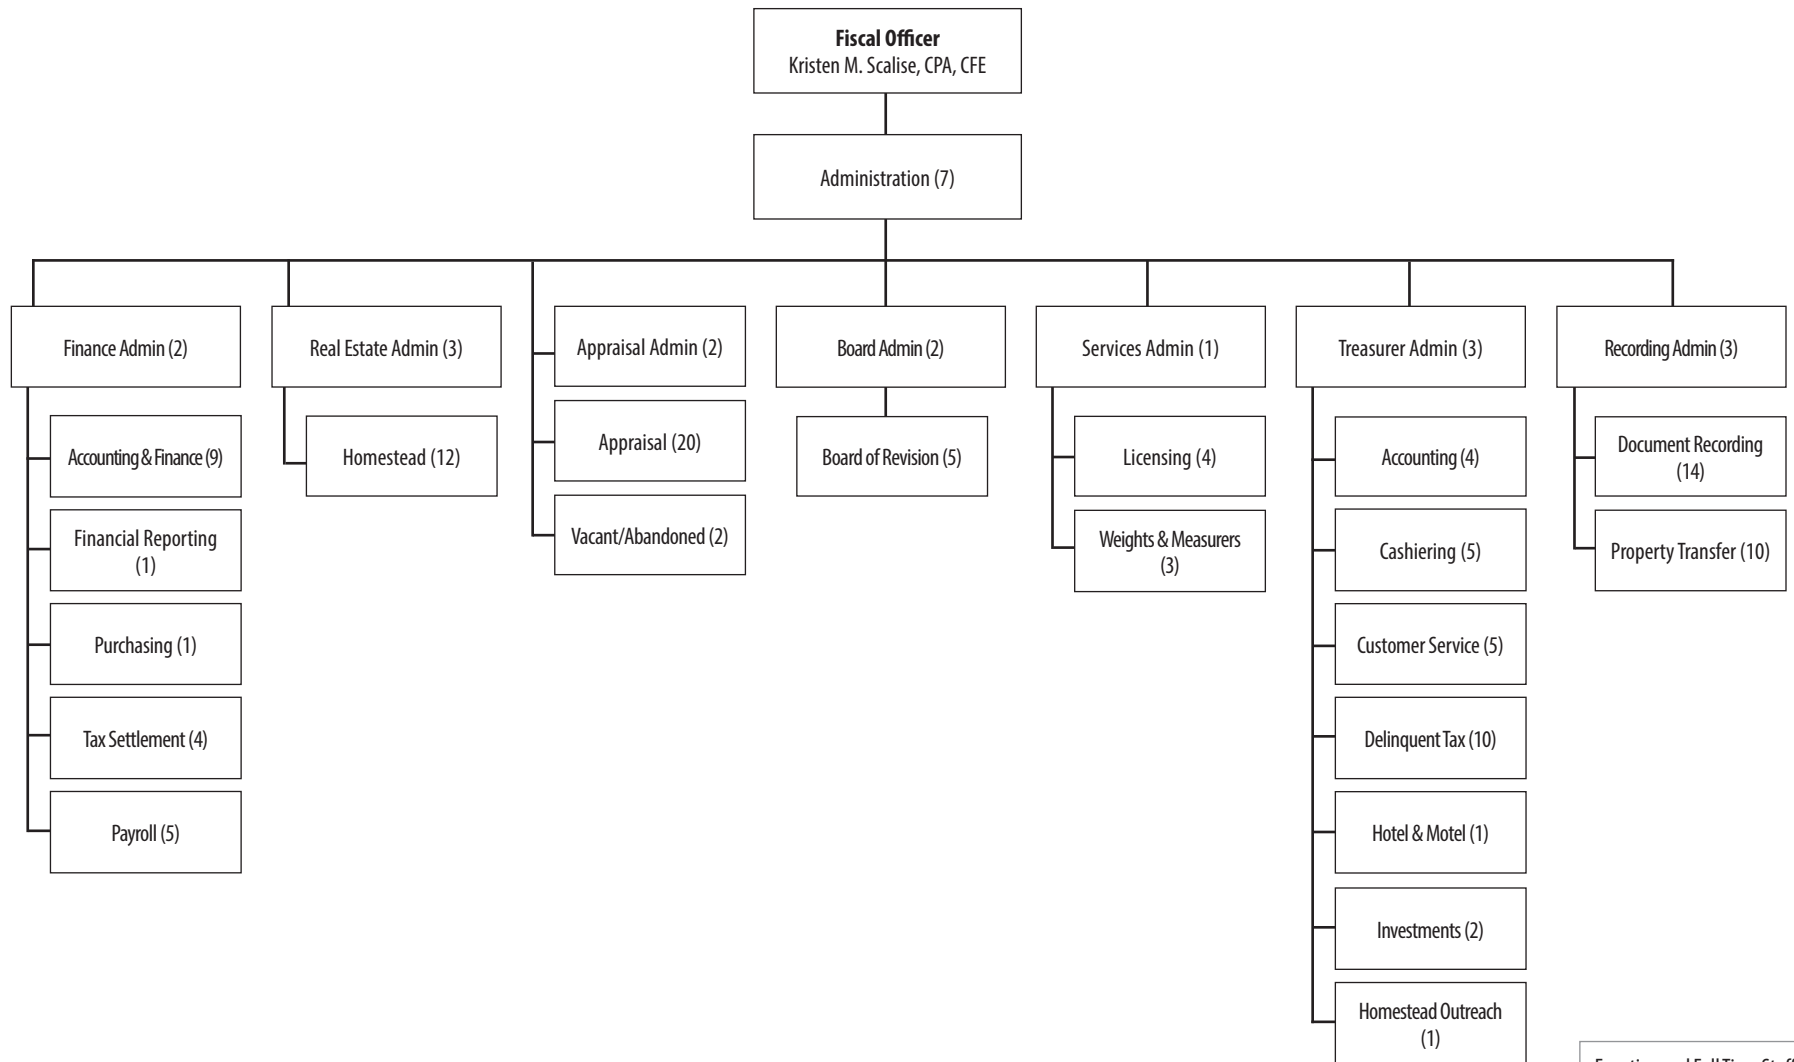 Fiscal Officer
Kristen M. Scalise, CPA, CFE
Administration (7)
Finance Admin (2)
Real Estate Admin (3)
Appraisal Admin (2)
Board Admin (2)
Services Admin (1)
Treasurer Admin (3)
Recording Admin (3)
Accounting & Finance (9)
Financial Reporting
(1)
Purchasing (1)
Tax Settlement (4)
Payroll (5)
Homestead (12)
Appraisal (20)
Vacant/Abandoned (2)
Board of Revision (5)
Licensing (4)
Weights & Measurers
(3)
Accounting (4)
Cashiering (5)
Customer Service (5)
Delinquent Tax (10)
Hotel & Motel (1)
Investments (2)
Homestead Outreach
(1)
Document Recording
(14)
Property Transfer (10)